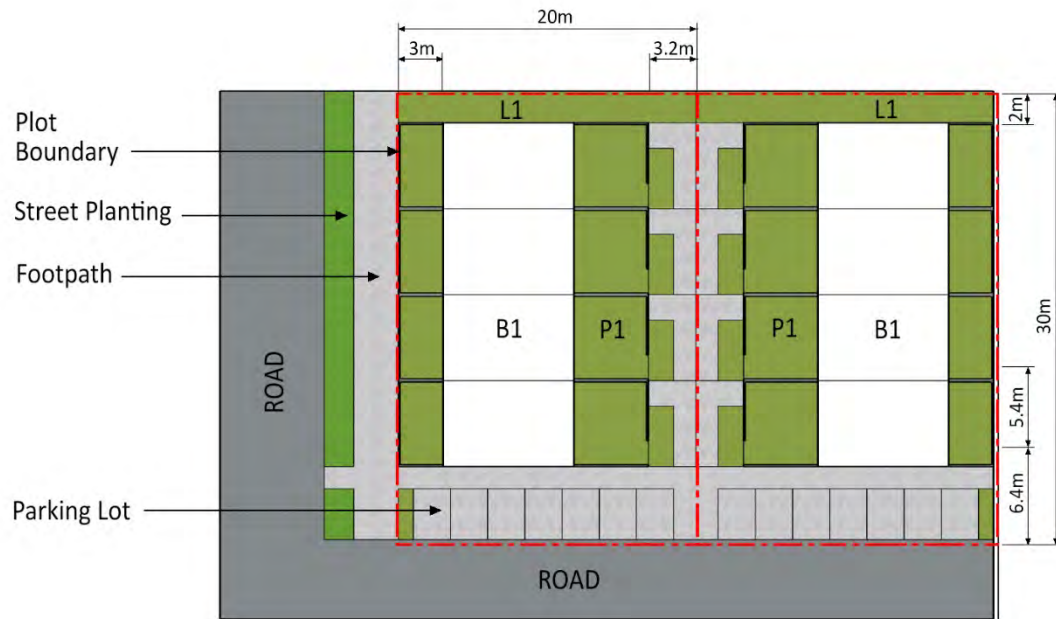 20m
3m
3.2m
Plot
Boundary
L1
L1
2m
Street Planting
Footpath
B1
P1
P1
B1
30m
ROAD
5.4m
6.4m
Parking Lot
ROAD